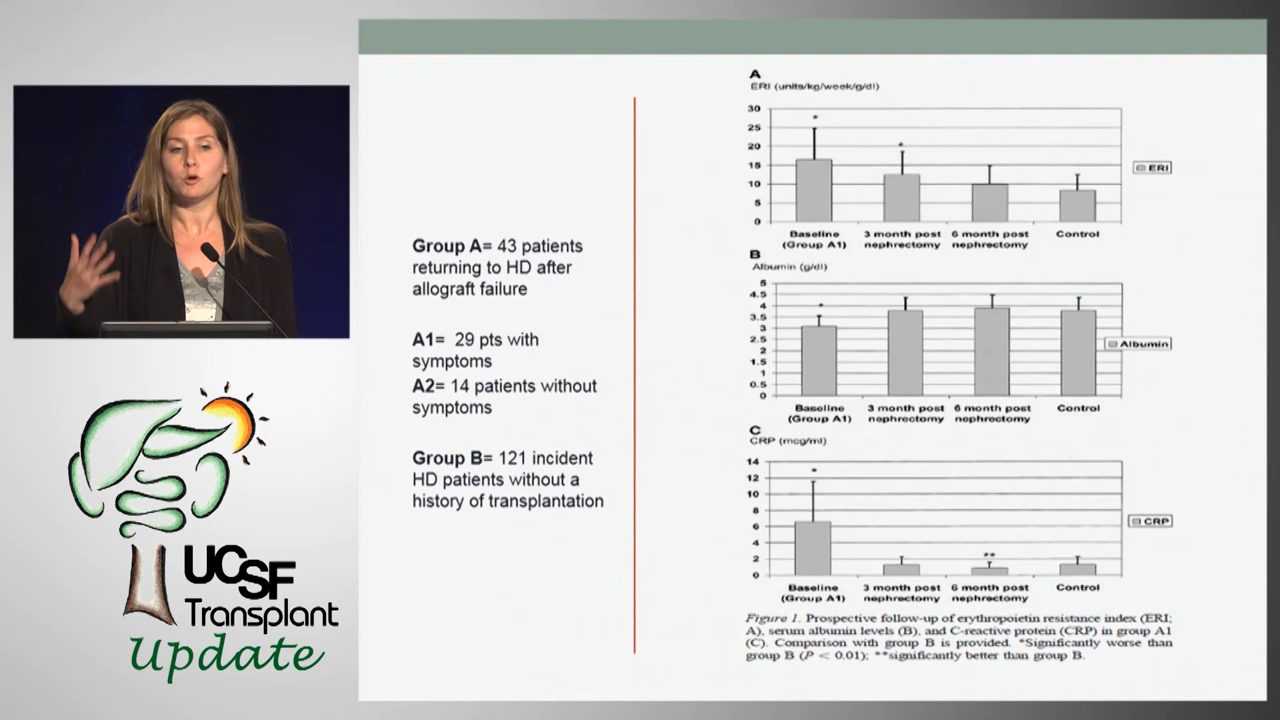 Group A= 43 patients
returning to HD after
allograft failure
A1= 29 pts with
symptoms
A2= 14 patients without
symptoms
Group B= 121 incident
HD patients without a
history of transplantation
A
ERI (units/kg/week/g/dl)
30
25
20
15
10
5
0
*
*
ERI
Baseline
(Group A1)
3 month post
nephrectomy
6 month post
nephrectomy
Control
B
Albumin (g/dl)
5
4.5
4
3.5
3
2.5
2
1.5
1
0.5
0
*
Albumin
Baseline
(Group A1)
3 month post
nephrectomy
6 month post
nephrectomy
Control
C
CRP (mcg/ml)
14
12
10
8
6
4
2
0
*
**
CRP
Baseline
(Group A1)
3 month post
nephrectomy
6 month post
nephrectomy
Control
Figure 1. Prospective follow-up of erythropoietin resistance index (ERI;
A), serum albumin levels (B), and C-reactive protein (CRP) in group A1
(C). Comparison with group B is provided. *Significantly worse than
group B (P < 0.01); **significantly better than group B.
UCSF
Transplant
Update